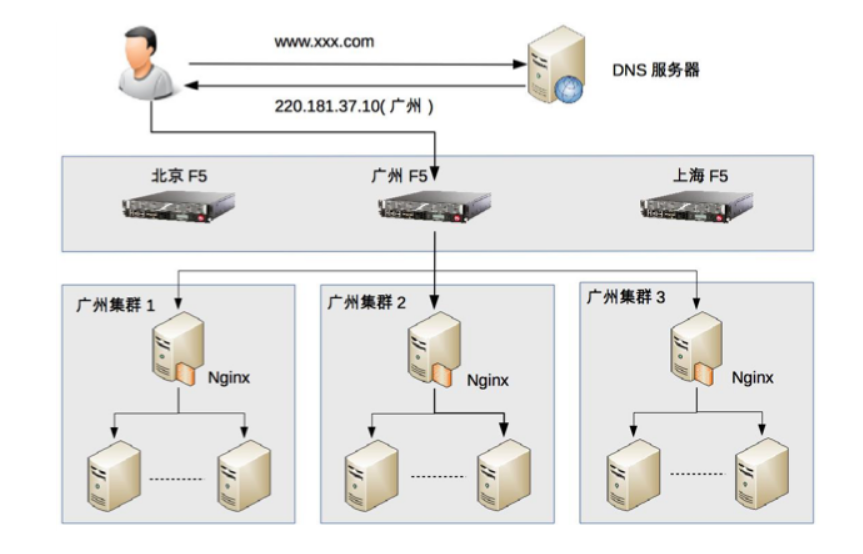 www.xxx.com
DNS 服务器
220.181.37.10( 广州 )
北京 F5
广州 F5
上海 F5
广州集群 1
广州集群 2
广州集群 3
Nginx
Nginx
Nginx